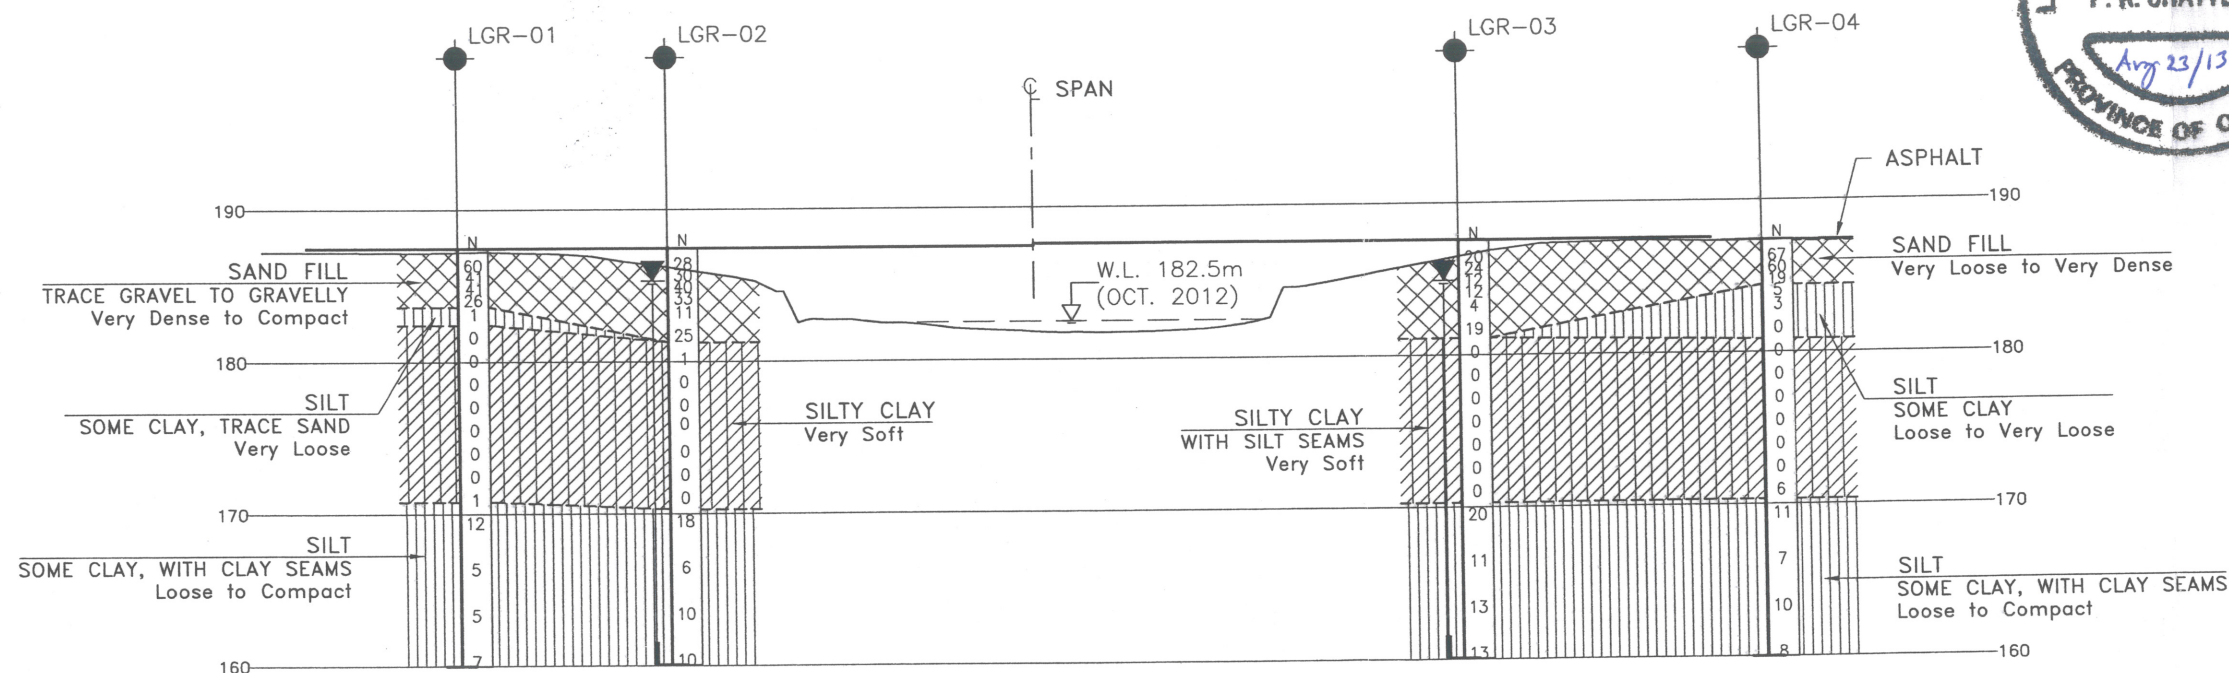 LGR-01
LGR-02
LGR-03
LGR-04
℄ SPAN
Aug 23/13
PROVINCE OF
ASPHALT
190
190
N
N
N
N
SAND FILL
TRACE GRAVEL TO GRAVELLY
Very Dense to Compact
W.L. 182.5m
(OCT. 2012)
SAND FILL
Very Loose to Very Dense
60
41
26
1
0
0
0
0
0
0
0
1
12
5
5
7
28
30
40
33
11
25
1
0
0
0
0
0
0
18
6
10
10
20
24
12
12
4
19
0
0
0
0
0
0
0
20
11
13
13
67
60
19
5
3
0
0
0
0
0
0
0
6
11
7
10
8
180
180
SILT
SOME CLAY, TRACE SAND
Very Loose
SILTY CLAY
Very Soft
SILTY CLAY
WITH SILT SEAMS
Very Soft
SILT
SOME CLAY
Loose to Very Loose
170
170
SILT
SOME CLAY, WITH CLAY SEAMS
Loose to Compact
SILT
SOME CLAY, WITH CLAY SEAMS
Loose to Compact
160
160